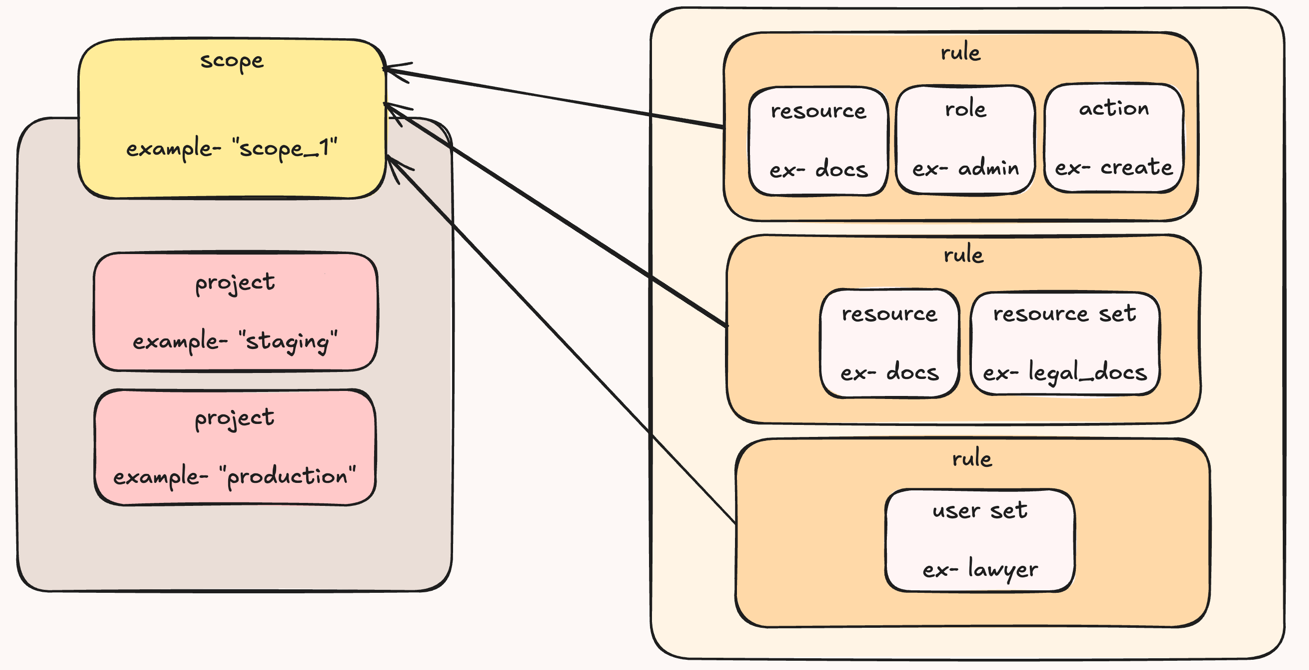 scope
example- "scope_1"
project
example- "staging"
project
example- "production"
rule
resource
ex- docs
role
ex- admin
action
ex- create
rule
resource
ex- docs
resource set
ex- legal_docs
rule
user set
ex- lawyer